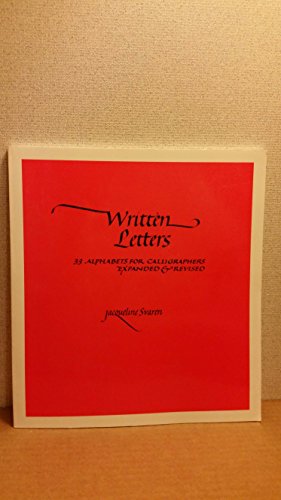 Written
Letters
33 ALPHABETS FOR CALLIGRAPHERS
EXPANDED & REVISED
Jacqueline Svaren